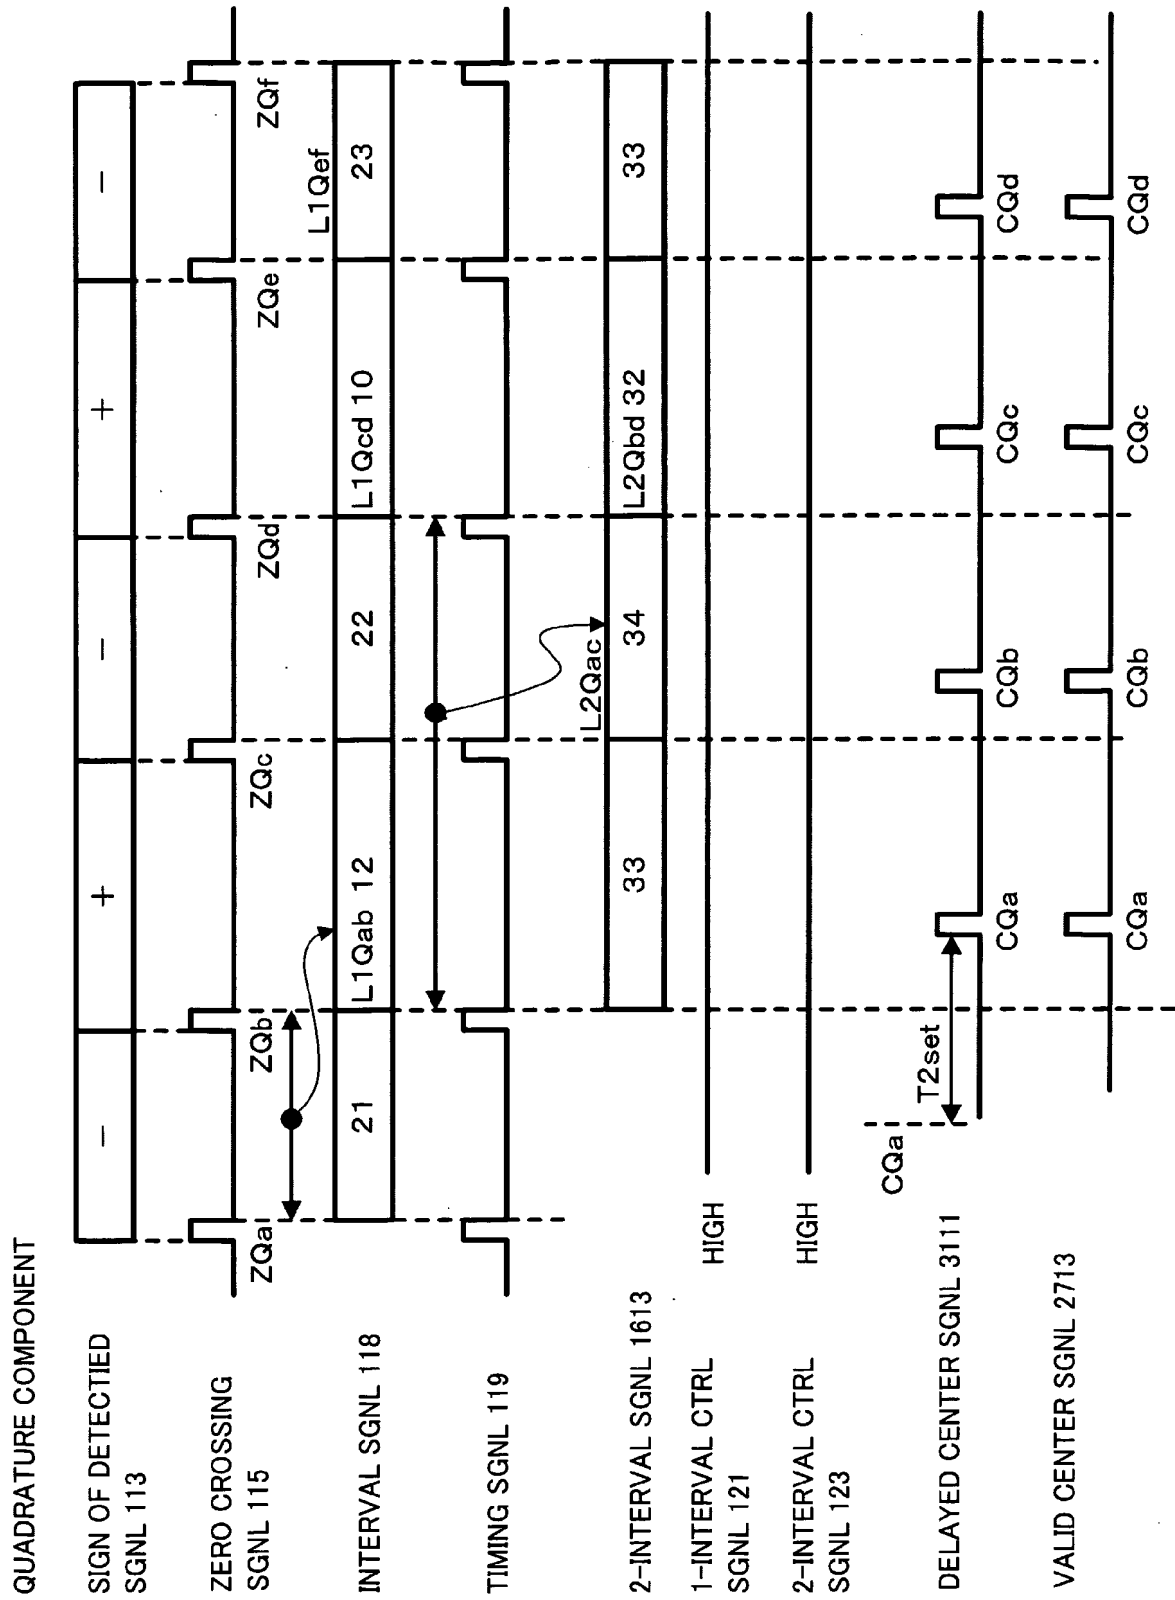 QUADRATURE COMPONENT
SIGN OF DETECTIED
SGNL 113
− + − + −
ZERO CROSSING
SGNL 115
ZQa ZQb ZQc ZQd ZQe ZQf
INTERVAL SGNL 118
21 L1Qab 12 22 L1Qcd 10 L1Qef 23
TIMING SGNL 119
2-INTERVAL SGNL 1613
33 L2Qac 34 L2Qbd 32 33
1-INTERVAL CTRL
SGNL 121
HIGH
2-INTERVAL CTRL
SGNL 123
HIGH
CQa
T2set
DELAYED CENTER SGNL 3111
CQa CQb CQc CQd
VALID CENTER SGNL 2713
CQa CQb CQc CQd